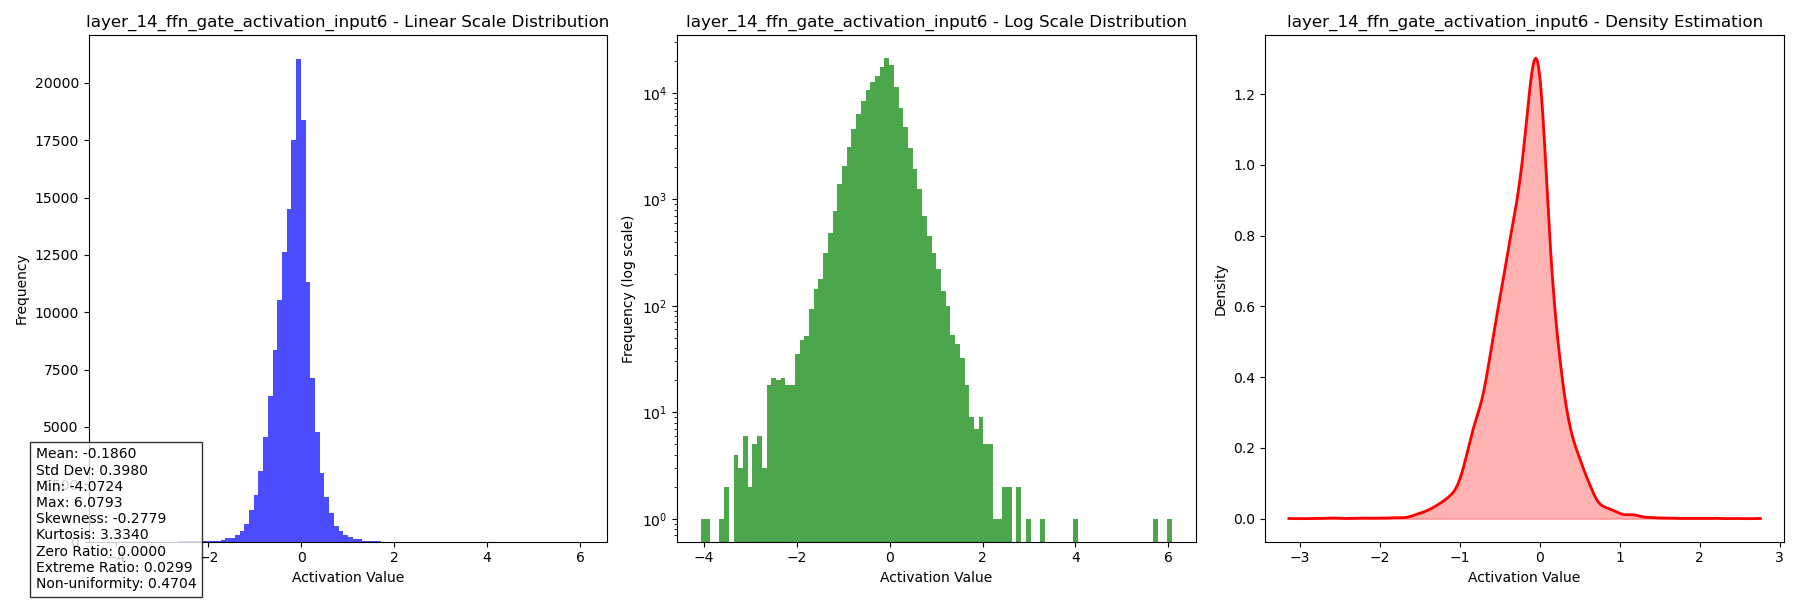 layer_14_ffn_gate_activation_input6 - Linear Scale Distribution
Frequency
20000
17500
15000
12500
10000
7500
5000
Mean: -0.1860
Std Dev: 0.3980
Min: -4.0724
Max: 6.0793
Skewness: -0.2779
Kurtosis: 3.3340
Zero Ratio: 0.0000
Extreme Ratio: 0.0299
Non-uniformity: 0.4704
−2 0 2 4 6
Activation Value
layer_14_ffn_gate_activation_input6 - Log Scale Distribution
Frequency (log scale)
10⁴
10³
10²
10¹
10⁰
−4 −2 0 2 4 6
Activation Value
layer_14_ffn_gate_activation_input6 - Density Estimation
Density
1.2
1.0
0.8
0.6
0.4
0.2
0.0
−3 −2 −1 0 1 2 3
Activation Value